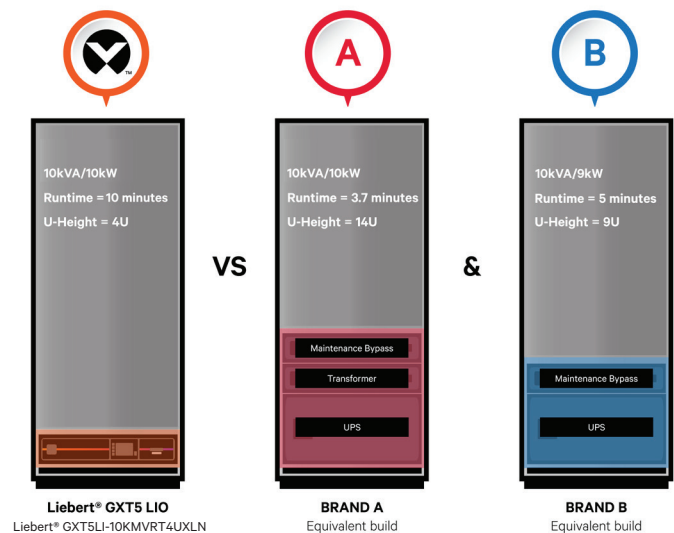 ™
A
B
10kVA/10kW
Runtime = 10 minutes
U-Height = 4U
VS
10kVA/10kW
Runtime = 3.7 minutes
U-Height = 14U
Maintenance Bypass
Transformer
UPS
&
10kVA/9kW
Runtime = 5 minutes
U-Height = 9U
Maintenance Bypass
UPS
Liebert® GXT5 LIO
Liebert® GXT5LI-10KMVRT4UXLN
BRAND A
Equivalent build
BRAND B
Equivalent build